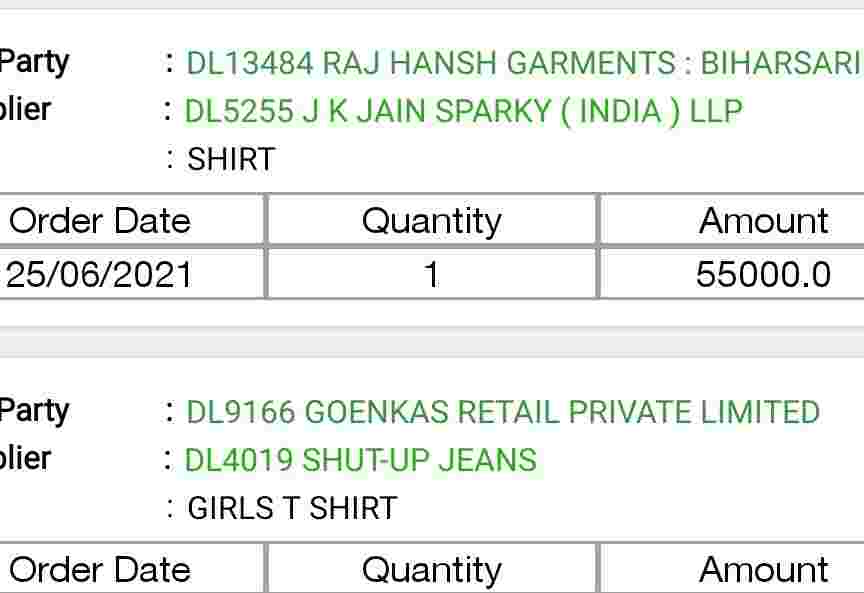 Party : DL13484 RAJ HANSH GARMENTS : BIHARSARI
plier : DL5255 J K JAIN SPARKY ( INDIA ) LLP
: SHIRT
Order Date Quantity Amount
25/06/2021 1 55000.0
Party : DL9166 GOENKAS RETAIL PRIVATE LIMITED
plier : DL4019 SHUT-UP JEANS
: GIRLS T SHIRT
Order Date Quantity Amount